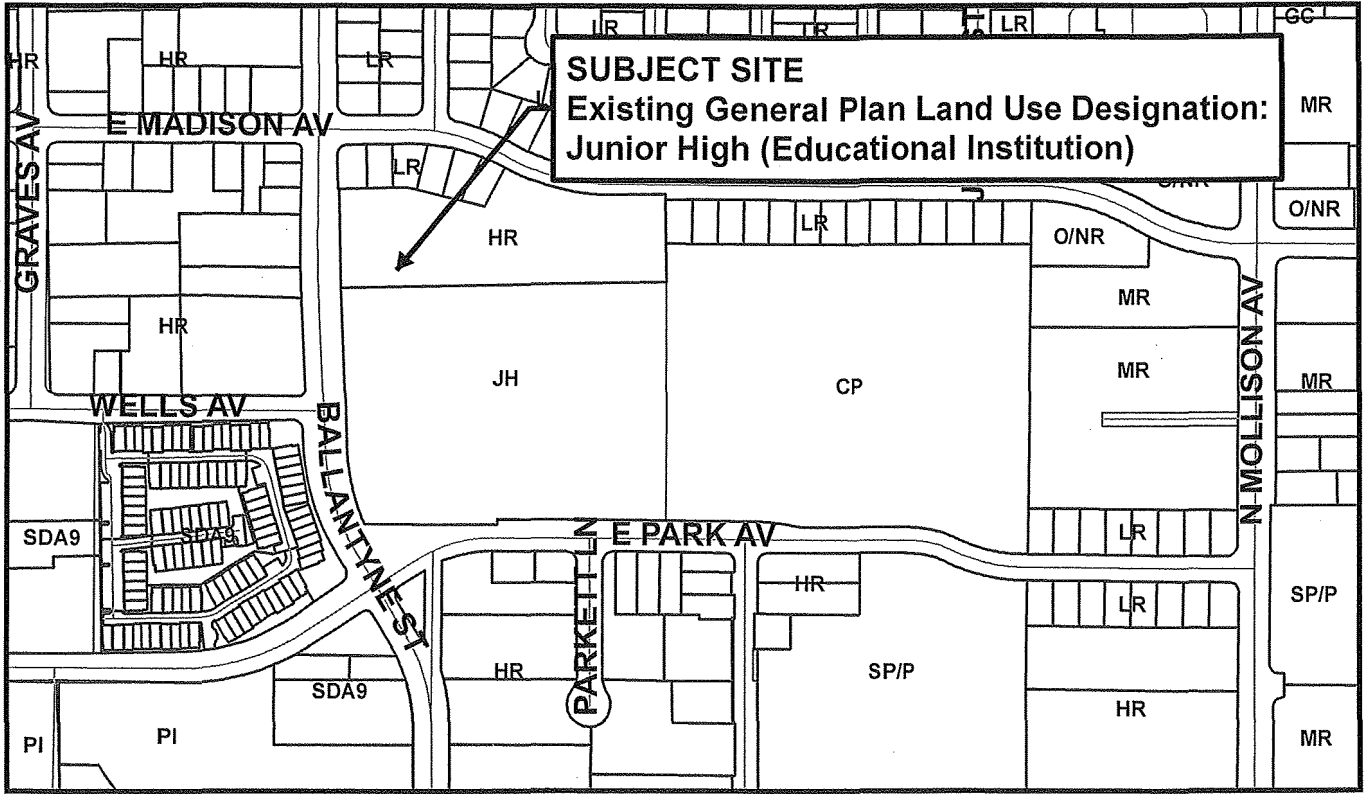 GC
HR
HR
LR
LR
LR
LR
L
MR
SUBJECT SITE
Existing General Plan Land Use Designation:
Junior High (Educational Institution)
E MADISON AV
GRAVES AV
LR
O/NR
O/NR
HR
LR
O/NR
MR
HR
JH
CP
MR
MR
WELLS AV
BALLANTYNE ST
N MOLLISON AV
SDA9
SDA9
PARKETT LN
E PARK AV
LR
HR
LR
SP/P
HR
SP/P
SDA9
HR
PI
PI
MR